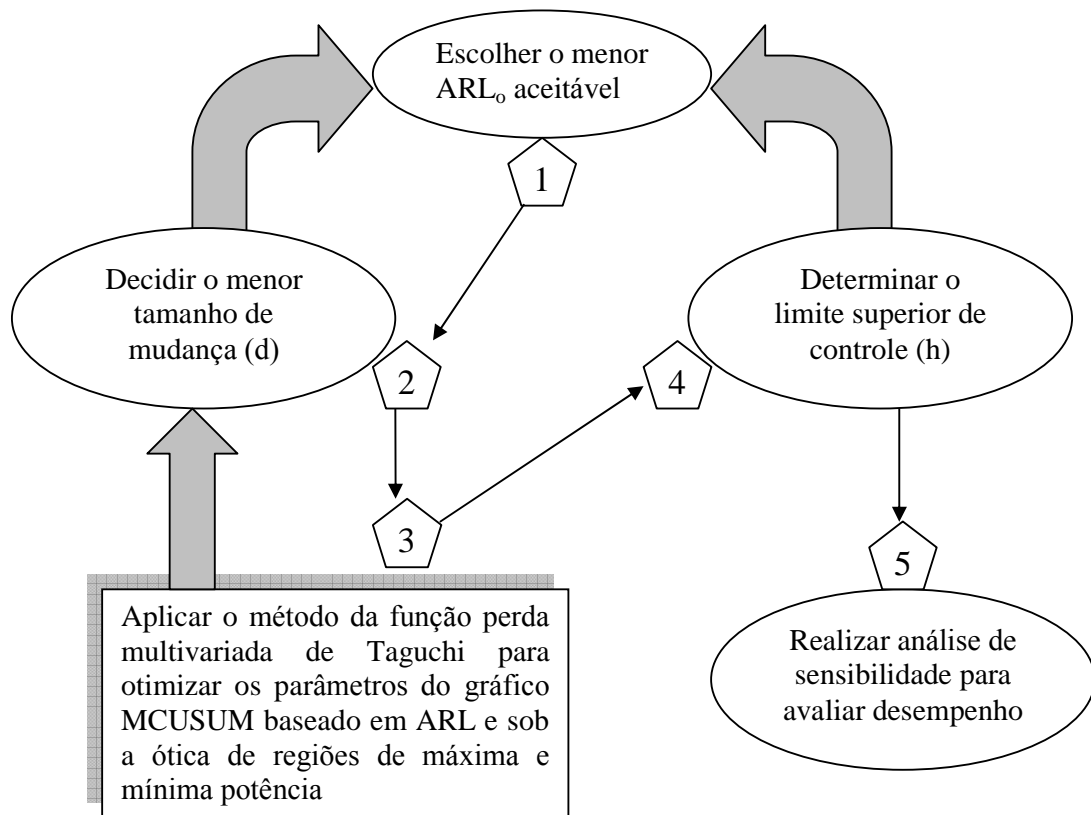 Escolher o menor
ARLo aceitável
1
Decidir o menor
tamanho de
mudança (d)
2
Determinar o
limite superior de
controle (h)
4
3
Aplicar o método da função perda
multivariada de Taguchi para
otimizar os parâmetros do gráfico
MCUSUM baseado em ARL e sob
a ótica de regiões de máxima e
mínima potência
5
Realizar análise de
sensibilidade para
avaliar desempenho